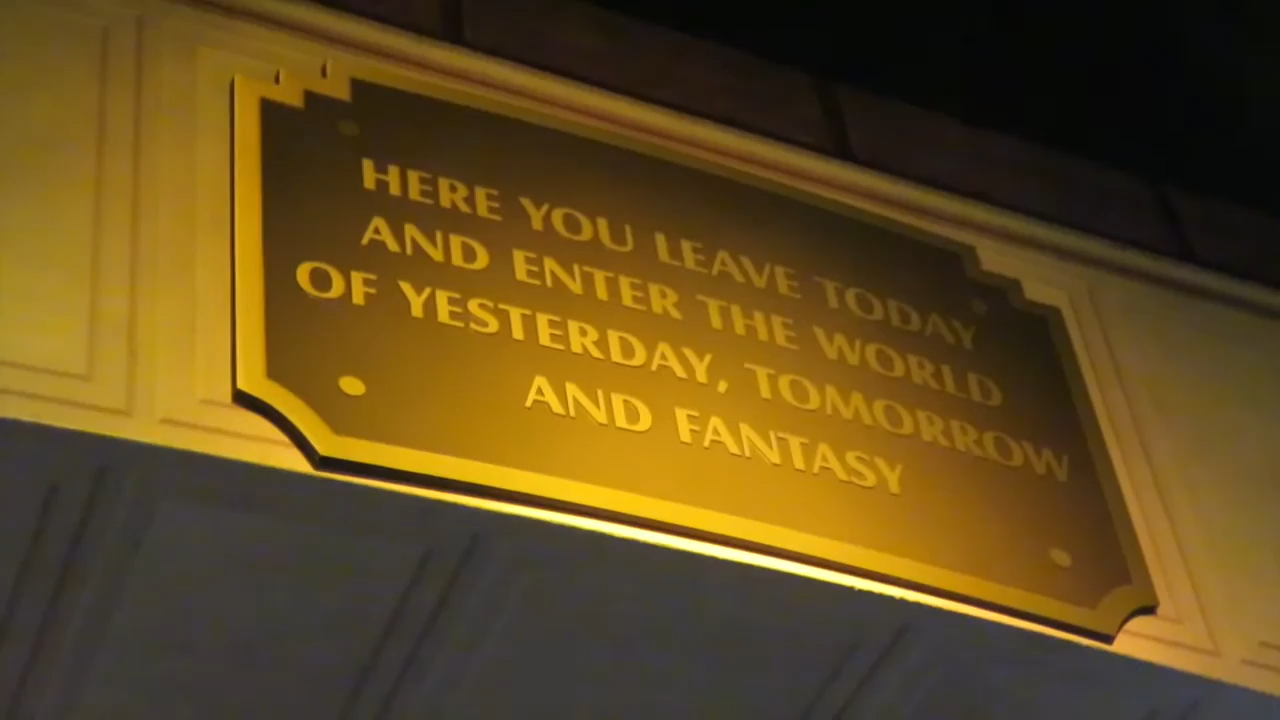 HERE YOU LEAVE TODAY
AND ENTER THE WORLD
OF YESTERDAY, TOMORROW
AND FANTASY